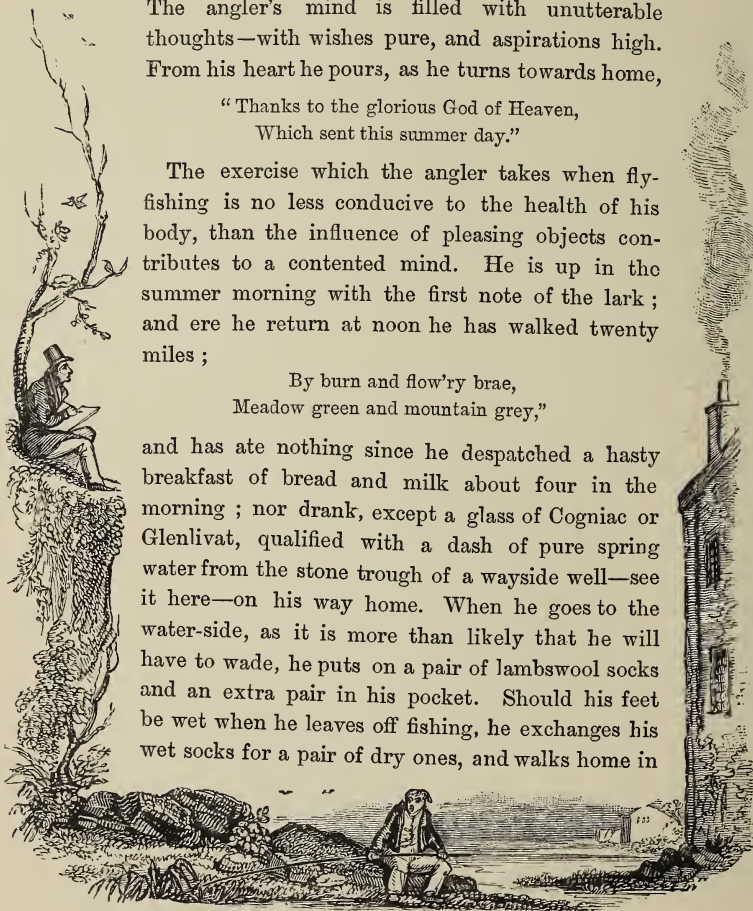 The angler's mind is filled with unutterable
thoughts—with wishes pure, and aspirations high.
From his heart he pours, as he turns towards home,
"Thanks to the glorious God of Heaven,
Which sent this summer day."
The exercise which the angler takes when fly-
fishing is no less conducive to the health of his
body, than the influence of pleasing objects con-
tributes to a contented mind. He is up in the
summer morning with the first note of the lark ;
and ere he return at noon he has walked twenty
miles ;
By burn and flow'ry brae,
Meadow green and mountain grey,"
and has ate nothing since he despatched a hasty
breakfast of bread and milk about four in the
morning ; nor drank, except a glass of Cogniac or
Glenlivat, qualified with a dash of pure spring
water from the stone trough of a wayside well—see
it here—on his way home. When he goes to the
water-side, as it is more than likely that he will
have to wade, he puts on a pair of lambswool socks
and an extra pair in his pocket. Should his feet
be wet when he leaves off fishing, he exchanges his
wet socks for a pair of dry ones, and walks home in